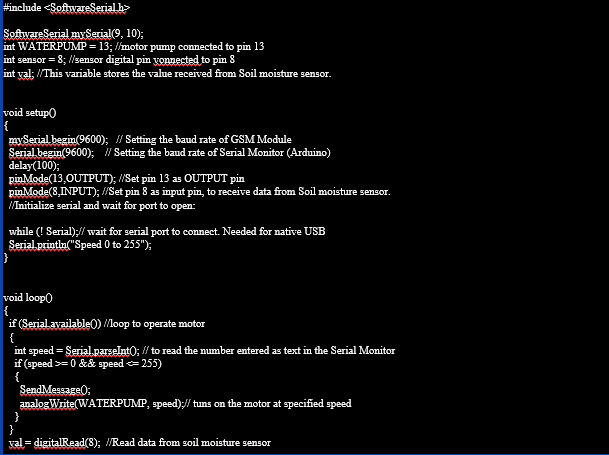 #include <SoftwareSerial.h>
SoftwareSerial mySerial(9, 10);
int WATERPUMP = 13; //motor pump connected to pin 13
int sensor = 8; //sensor digital pin vonnected to pin 8
int val; //This variable stores the value received from Soil moisture sensor.
void setup()
{
mySerial.begin(9600);   // Setting the baud rate of GSM Module
Serial.begin(9600);    // Setting the baud rate of Serial Monitor (Arduino)
delay(100);
pinMode(13,OUTPUT); //Set pin 13 as OUTPUT pin
pinMode(8,INPUT); //Set pin 8 as input pin, to receive data from Soil moisture sensor.
//Initialize serial and wait for port to open:
while (! Serial);// wait for serial port to connect. Needed for native USB
Serial.println("Speed 0 to 255");
}
void loop()
{
if (Serial.available()) //loop to operate motor
{
int speed = Serial.parseInt(); // to read the number entered as text in the Serial Monitor
if (speed >= 0 && speed <= 255)
{
SendMessage();
analogWrite(WATERPUMP, speed);// tuns on the motor at specified speed
}
}
val = digitalRead(8);  //Read data from soil moisture sensor